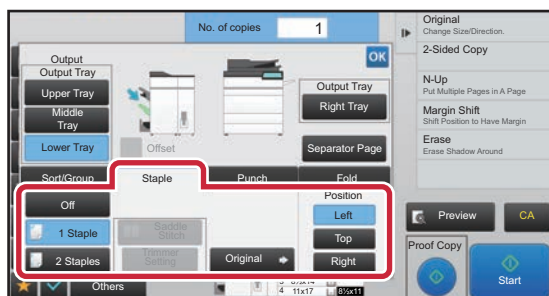 No. of copies 1
OK
Output
Output Tray
Upper Tray
Middle
Tray
Lower Tray
Offset
Output Tray
Right Tray
Separator Page
Sort/Group
Staple
Punch
Fold
Off
1 Staple
2 Staples
Saddle
Stitch
Trimmer
Setting
Original
Position
Left
Top
Right
Others
4 11x17
8½x11
Original
Change Size/Direction.
2-Sided Copy
N-Up
Put Multiple Pages in A Page
Margin Shift
Shift Position to Have Margin
Erase
Erase Shadow Around
Preview
CA
Proof Copy
Start